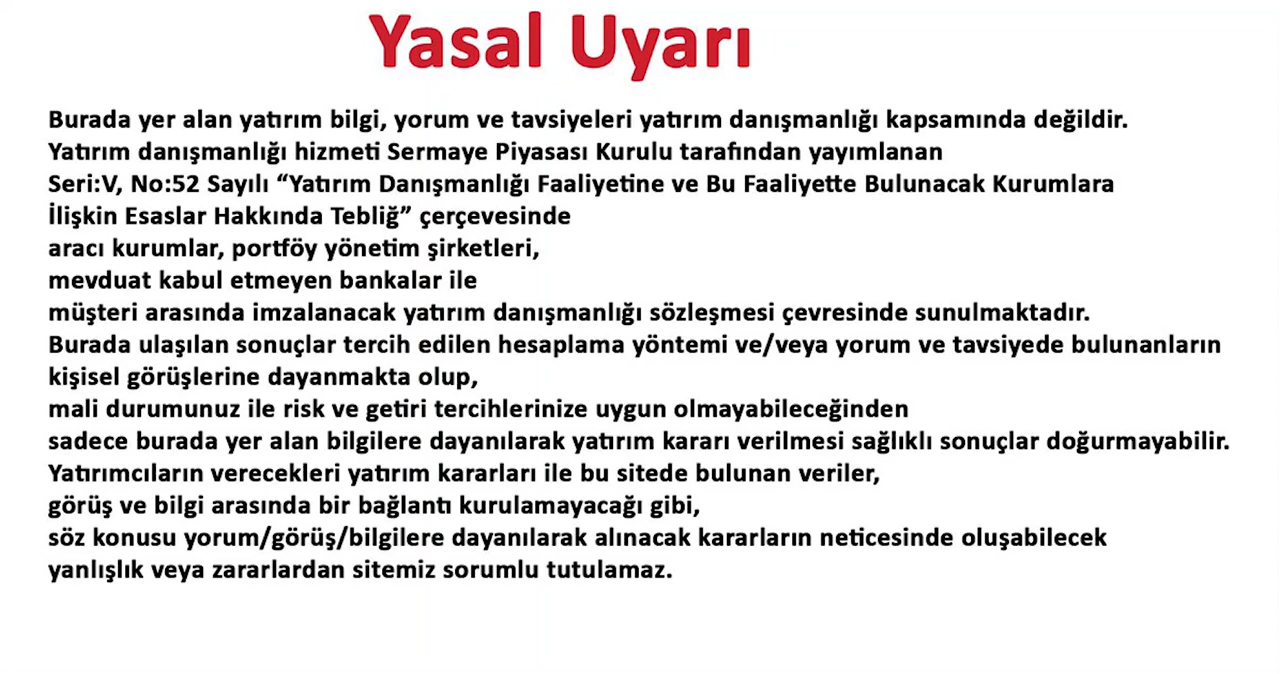 Yasal Uyarı
Burada yer alan yatırım bilgi, yorum ve tavsiyeleri yatırım danışmanlığı kapsamında değildir.
Yatırım danışmanlığı hizmeti Sermaye Piyasası Kurulu tarafından yayımlanan
Seri:V, No:52 Sayılı “Yatırım Danışmanlığı Faaliyetine ve Bu Faaliyette Bulunacak Kurumlara
İlişkin Esaslar Hakkında Tebliğ” çerçevesinde
aracı kurumlar, portföy yönetim şirketleri,
mevduat kabul etmeyen bankalar ile
müşteri arasında imzalanacak yatırım danışmanlığı sözleşmesi çevresinde sunulmaktadır.
Burada ulaşılan sonuçlar tercih edilen hesaplama yöntemi ve/veya yorum ve tavsiyede bulunanların
kişisel görüşlerine dayanmakta olup,
mali durumunuz ile risk ve getiri tercihlerinize uygun olmayabileceğinden
sadece burada yer alan bilgilere dayanılarak yatırım kararı verilmesi sağlıklı sonuçlar doğurmayabilir.
Yatırımcıların verecekleri yatırım kararları ile bu sitede bulunan veriler,
görüş ve bilgi arasında bir bağlantı kurulamayacağı gibi,
söz konusu yorum/görüş/bilgilere dayanılarak alınacak kararların neticesinde oluşabilecek
yanlışlık veya zararlardan sitemiz sorumlu tutulamaz.